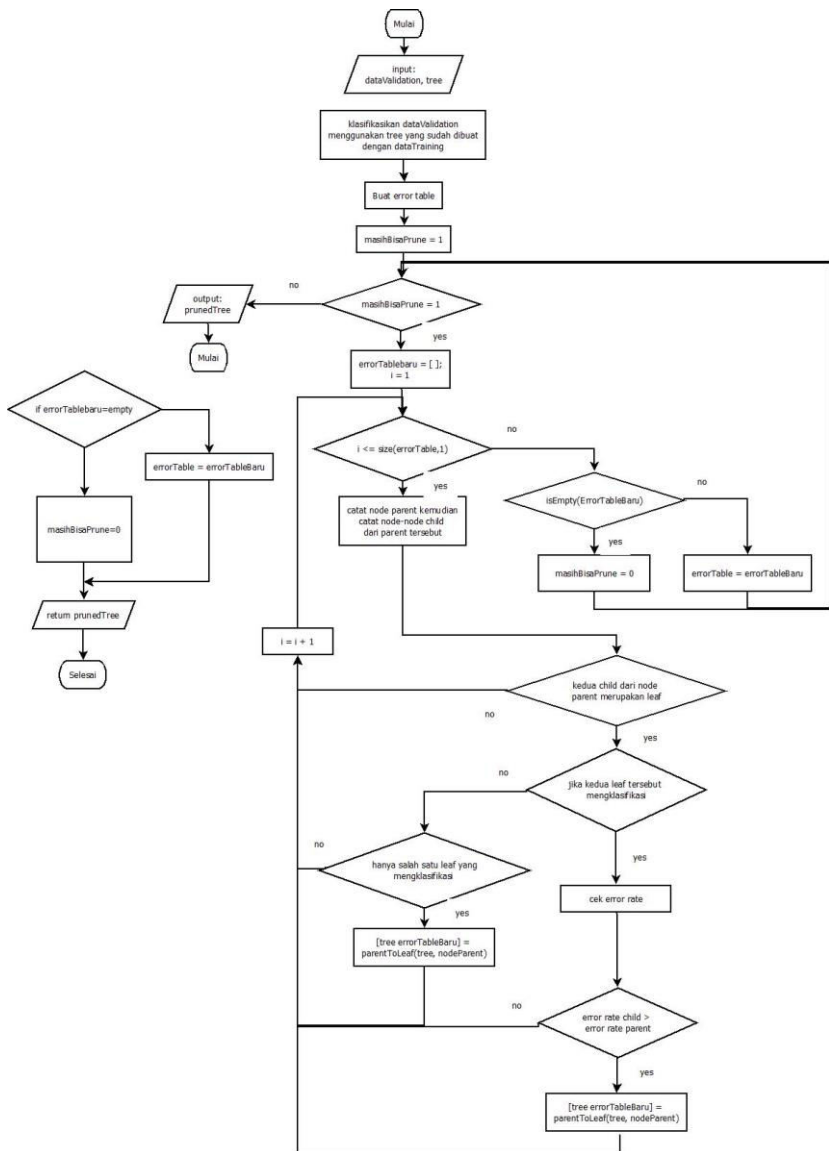 Mulai
input:
dataValidation, tree
klasifikasikan dataValidation
menggunakan tree yang sudah dibuat
dengan dataTraining
Buat error table
masihBisaPrune = 1
masihBisaPrune = 1
no
output:
prunedTree
Mulai
yes
errorTablebaru = [ ];
i = 1
if errorTablebaru=empty
errorTable = errorTableBaru
masihBisaPrune=0
return prunedTree
Selesai
i <= size(errorTable,1)
no
yes
catat node parent kemudian
catat node-node child
dari parent tersebut
isEmpty(ErrorTableBaru)
no
yes
masihBisaPrune = 0
errorTable = errorTableBaru
i = i + 1
kedua child dari node
parent merupakan leaf
no
yes
jika kedua leaf tersebut
mengklasifikasi
no
yes
hanya salah satu leaf yang
mengklasifikasi
no
yes
[tree errorTableBaru] =
parentToLeaf(tree, nodeParent)
cek error rate
error rate child >
error rate parent
no
yes
[tree errorTableBaru] =
parentToLeaf(tree, nodeParent)